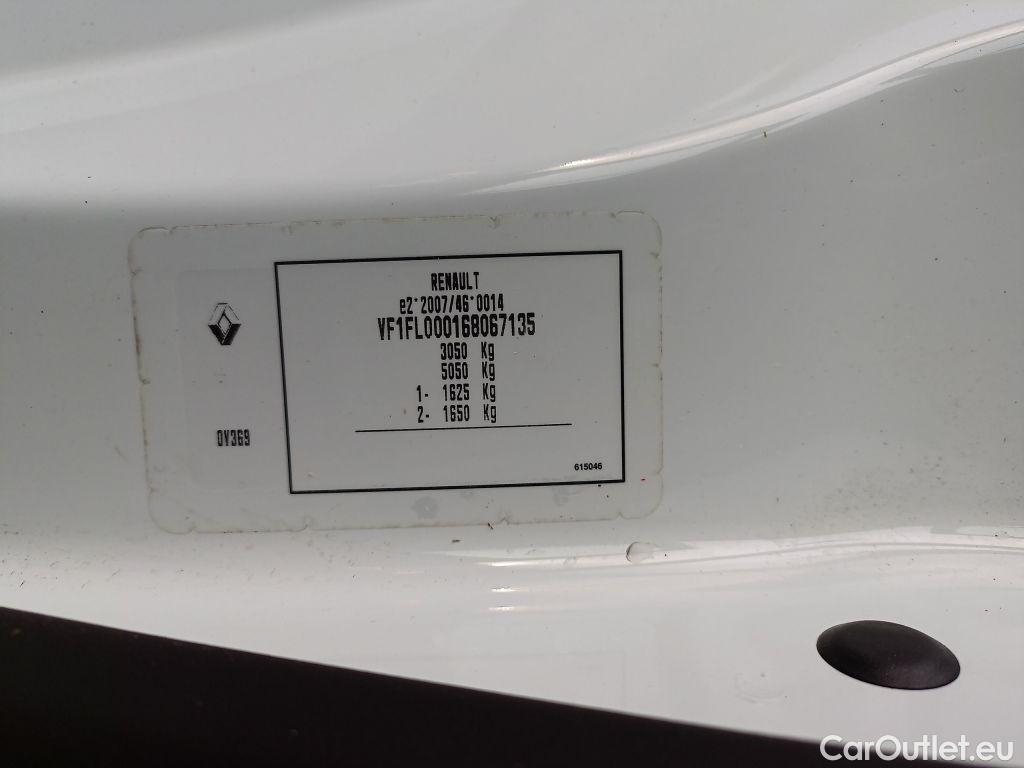 RENAULT
e2*2007/46*0014
VF1FL000168067135
3050 Kg
5050 Kg
1- 1625 Kg
2- 1650 Kg
0V369
615046
CarOutlet.eu